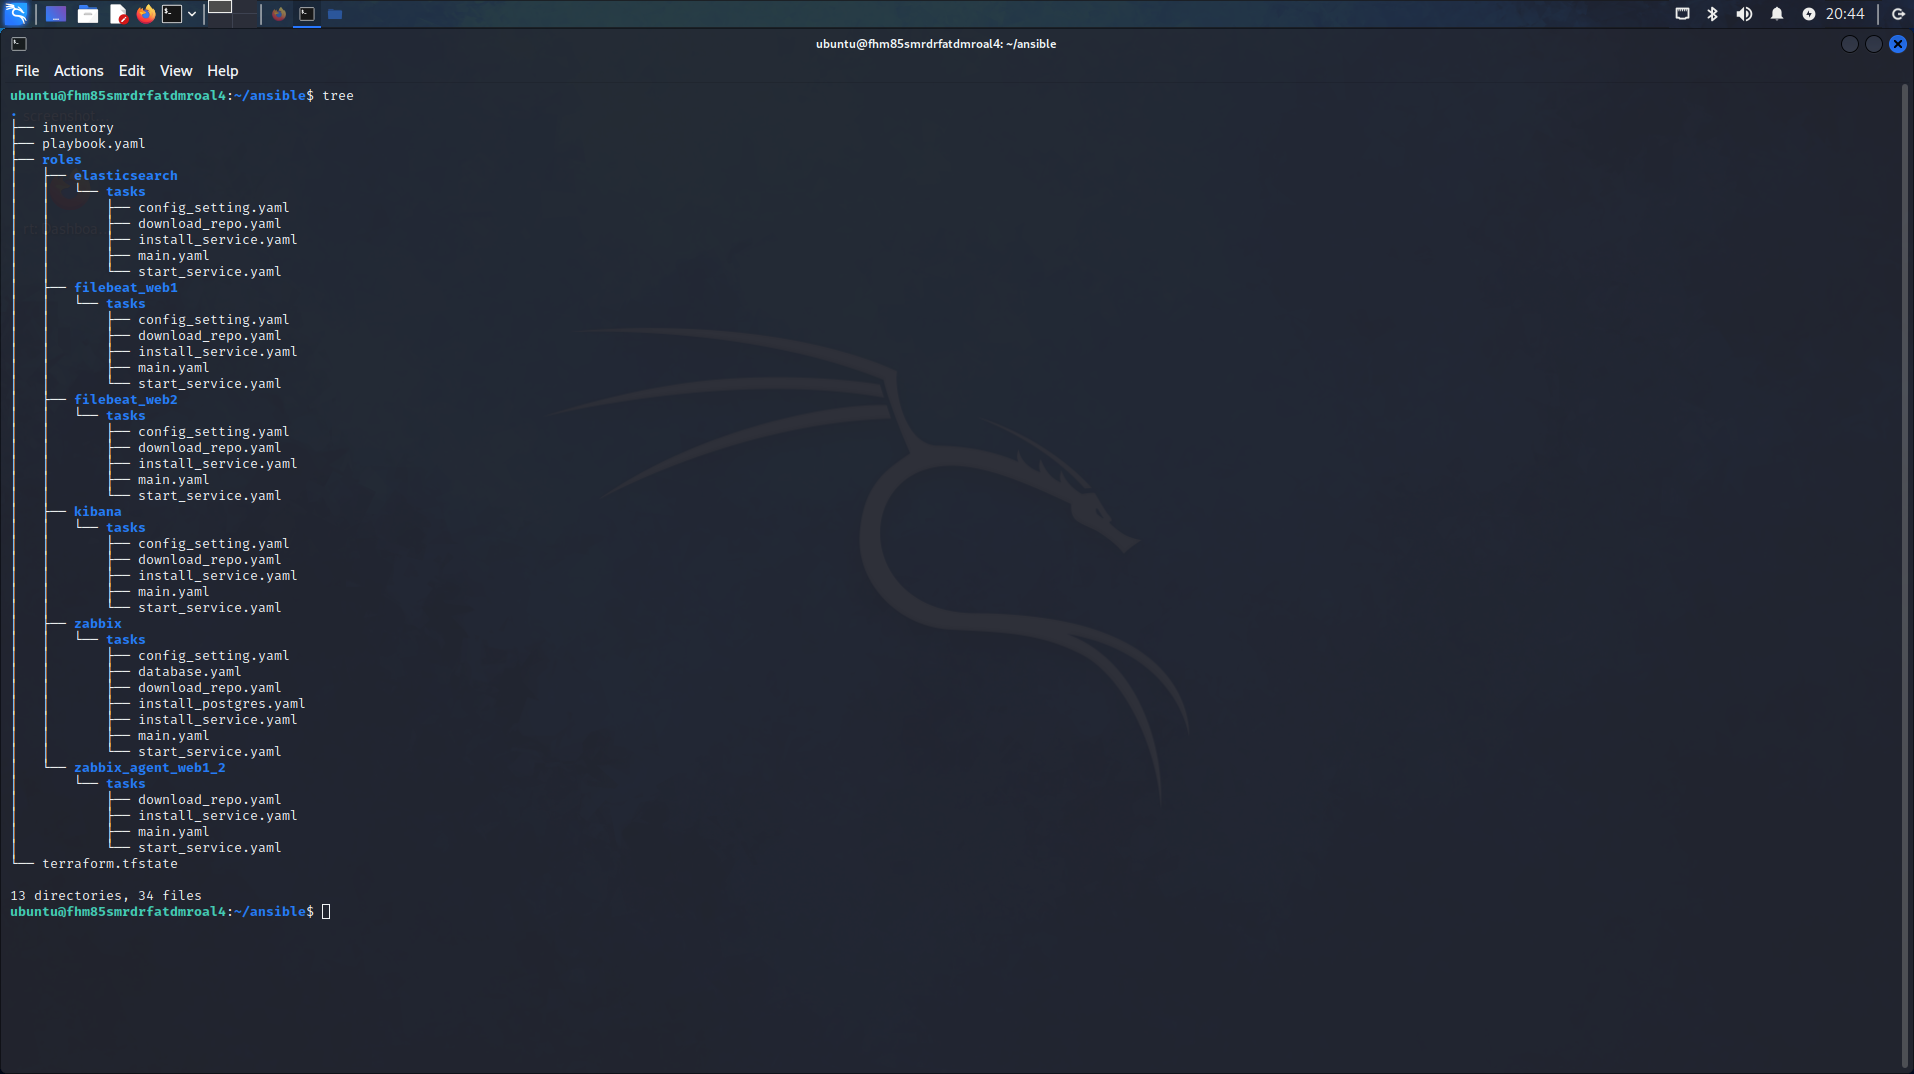 20:44
ubuntu@fhm85smrdrfatdmroal4: ~/ansible
File Actions Edit View Help
ubuntu@fhm85smrdrfatdmroal4:~/ansible$ tree
.
├── inventory
├── playbook.yaml
├── roles
│   ├── elasticsearch
│   │   └── tasks
│   │       ├── config_setting.yaml
│   │       ├── download_repo.yaml
│   │       ├── install_service.yaml
│   │       ├── main.yaml
│   │       └── start_service.yaml
│   ├── filebeat_web1
│   │   └── tasks
│   │       ├── config_setting.yaml
│   │       ├── download_repo.yaml
│   │       ├── install_service.yaml
│   │       ├── main.yaml
│   │       └── start_service.yaml
│   ├── filebeat_web2
│   │   └── tasks
│   │       ├── config_setting.yaml
│   │       ├── download_repo.yaml
│   │       ├── install_service.yaml
│   │       ├── main.yaml
│   │       └── start_service.yaml
│   ├── kibana
│   │   └── tasks
│   │       ├── config_setting.yaml
│   │       ├── download_repo.yaml
│   │       ├── install_service.yaml
│   │       ├── main.yaml
│   │       └── start_service.yaml
│   ├── zabbix
│   │   └── tasks
│   │       ├── config_setting.yaml
│   │       ├── database.yaml
│   │       ├── download_repo.yaml
│   │       ├── install_postgres.yaml
│   │       ├── install_service.yaml
│   │       ├── main.yaml
│   │       └── start_service.yaml
│   └── zabbix_agent_web1_2
│       └── tasks
│           ├── download_repo.yaml
│           ├── install_service.yaml
│           ├── main.yaml
│           └── start_service.yaml
└── terraform.tfstate
13 directories, 34 files
ubuntu@fhm85smrdrfatdmroal4:~/ansible$